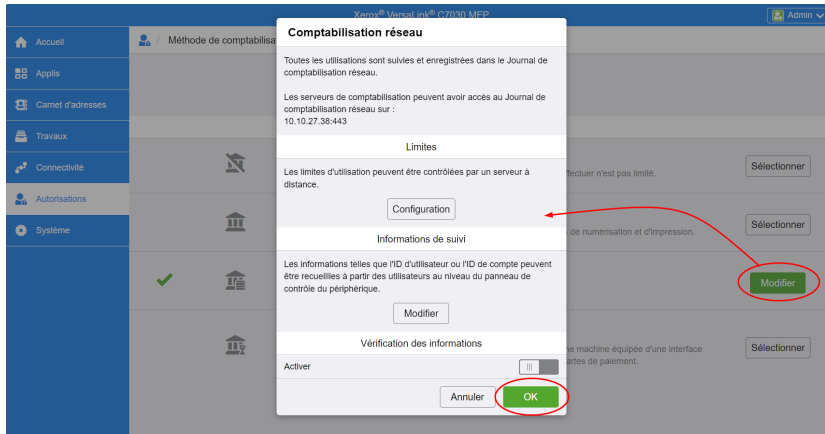 Xerox® VersaLink® C7030 MFP
Admin
Accueil
Applis
Carnet d'adresses
Travaux
Connectivité
Autorisations
Système
/ Méthode de comptabilisa
Comptabilisation réseau
Toutes les utilisations sont suivies et enregistrées dans le Journal de
comptabilisation réseau.
Les serveurs de comptabilisation peuvent avoir accès au Journal de
comptabilisation réseau sur :
10.10.27.38:443
Limites
Les limites d'utilisation peuvent être contrôlées par un serveur à
distance.
Configuration
Informations de suivi
Les informations telles que l'ID d'utilisateur ou l'ID de compte peuvent
être recueillies à partir des utilisateurs au niveau du panneau de
contrôle du périphérique.
Modifier
Vérification des informations
Activer
Annuler
OK
fectuer n'est pas limité.
Sélectionner
de numérisation et d'impression.
Sélectionner
Modifier
ne machine équipée d'une interface
artes de paiement.
Sélectionner